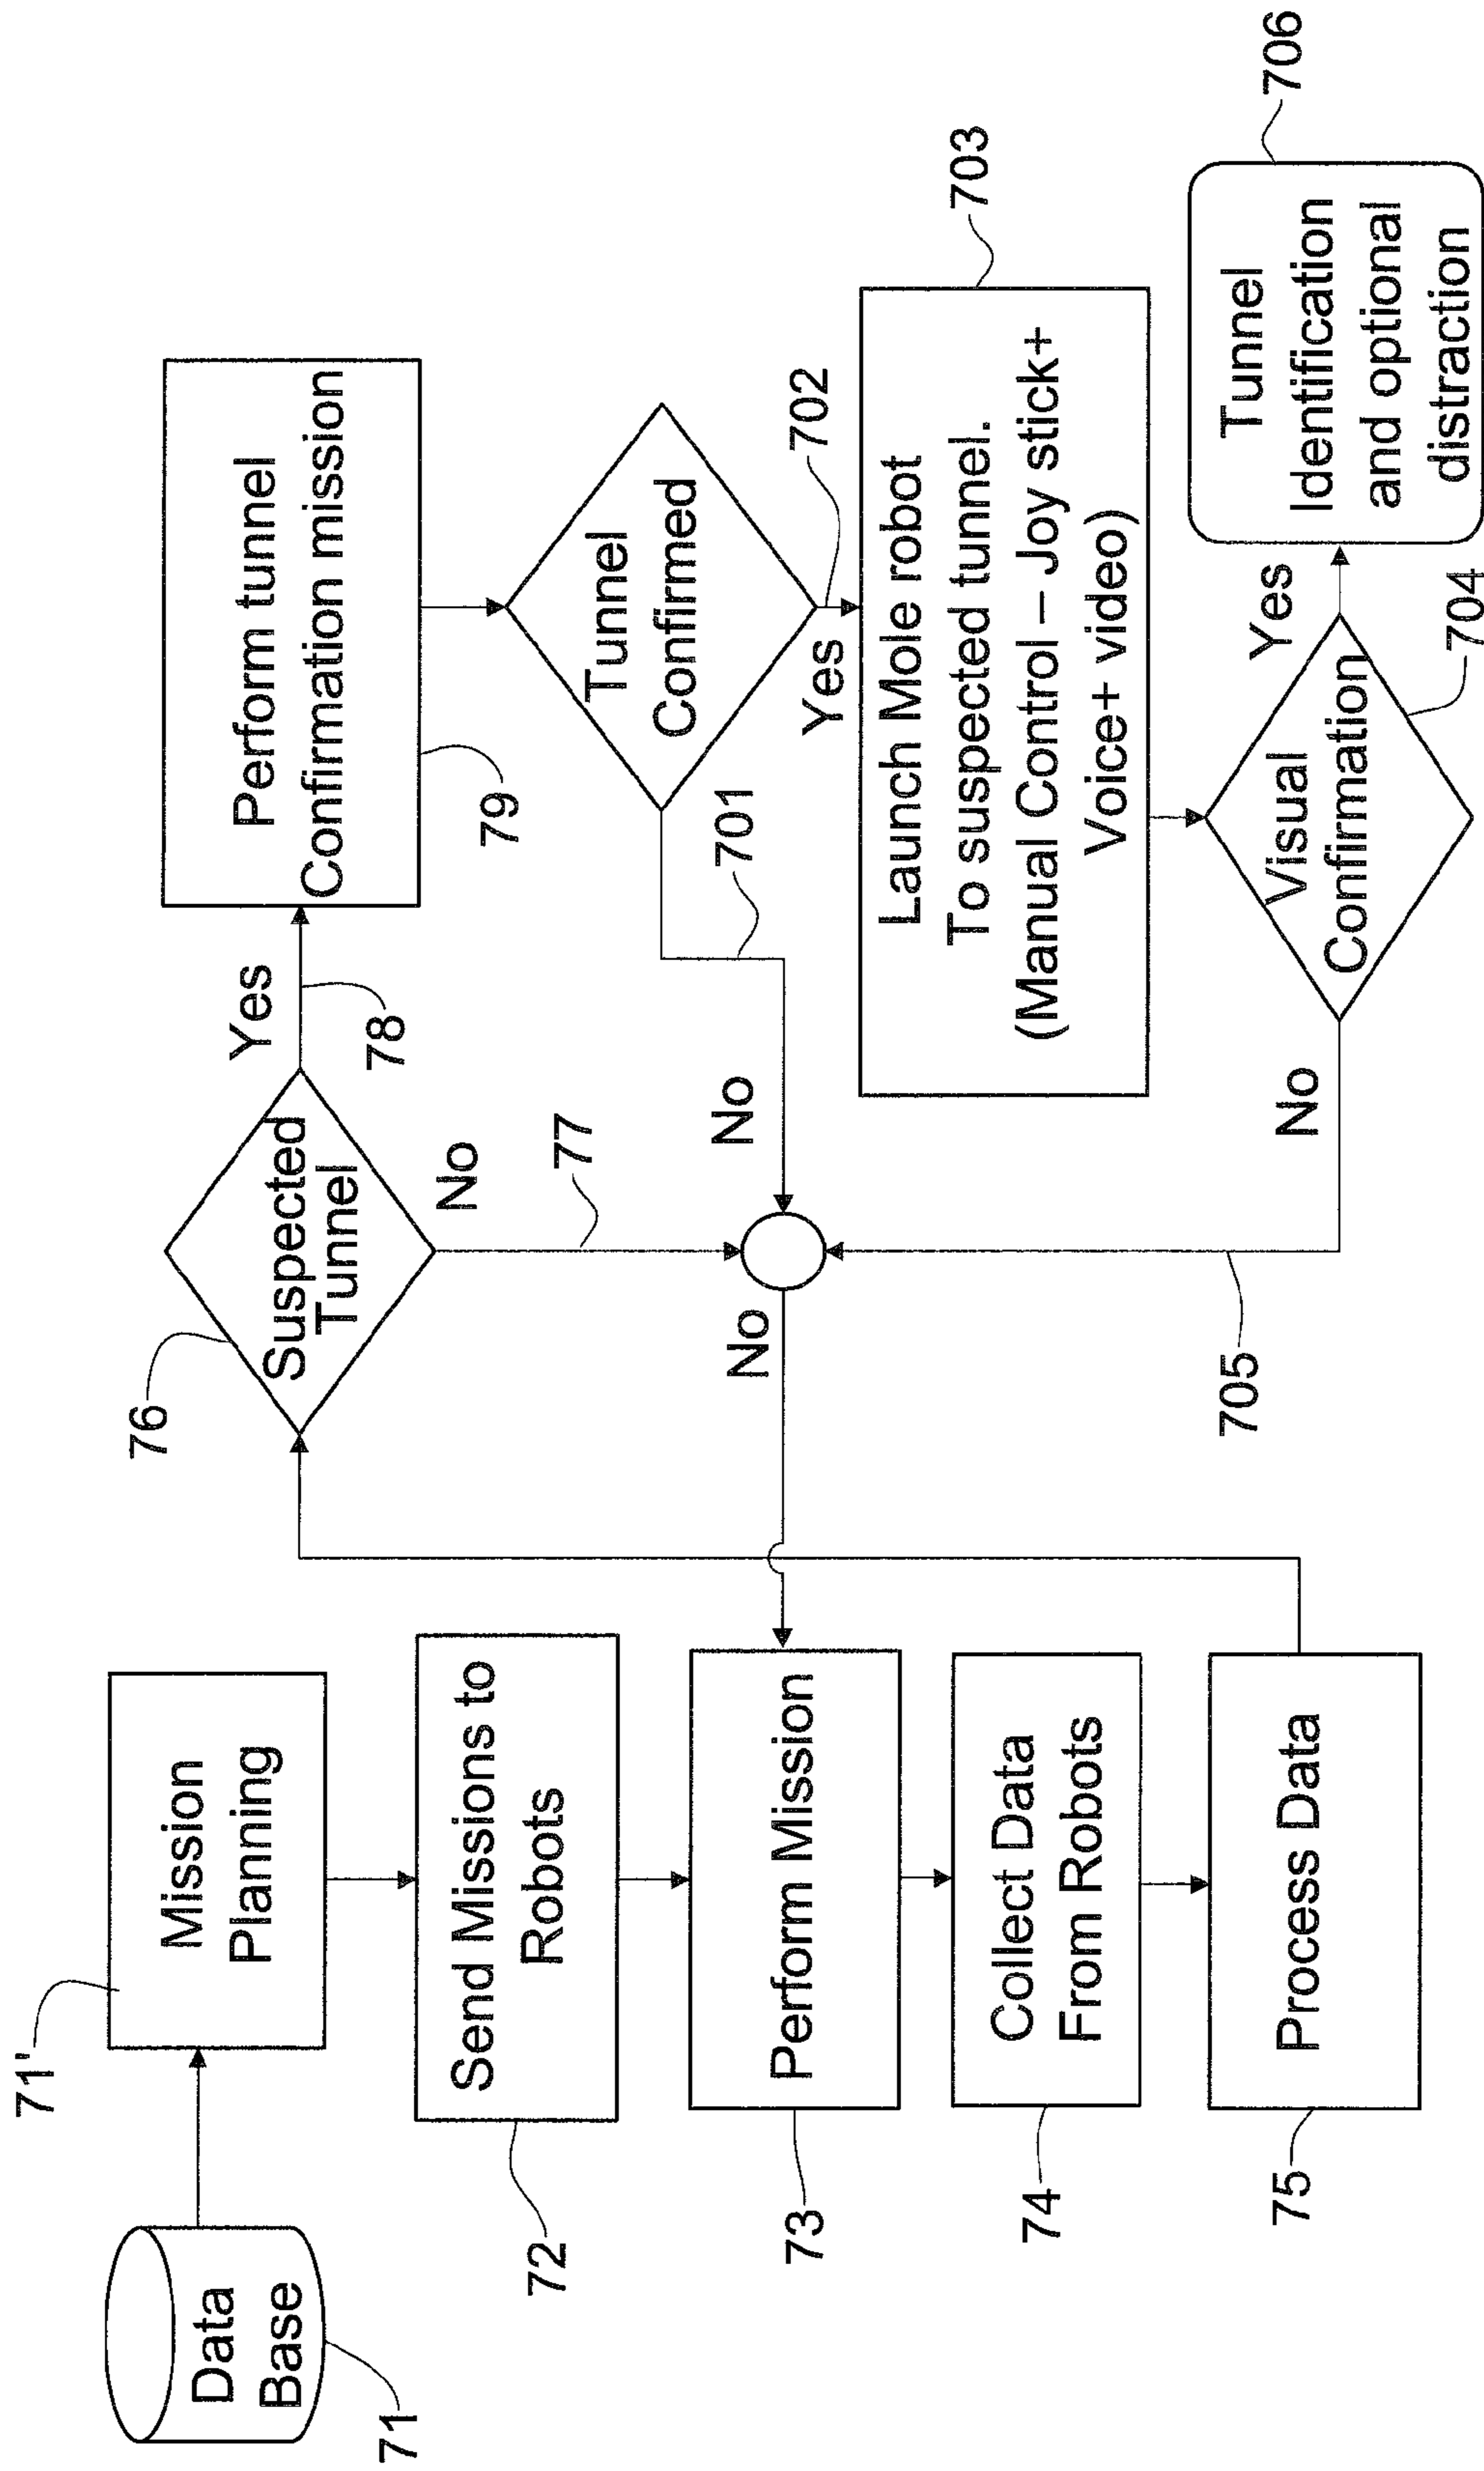 71'
Data
Base
71
Mission
Planning
72
Send Missions to
Robots
73
Perform Mission
74
Collect Data
From Robots
75
Process Data
76
Suspected
Tunnel
Yes
78
No
77
79
Perform tunnel
Confirmation mission
Tunnel
Confirmed
701
No
No
Yes
702
703
Launch Mole robot
To suspected tunnel.
(Manual Control – Joy stick+
Voice+ video)
Visual
Confirmation
704
No
705
Yes
Tunnel
Identification
and optional
distraction
706